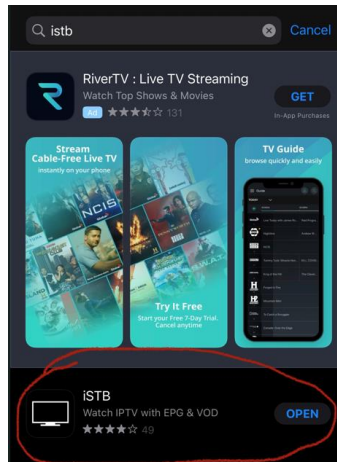 istb
Cancel
RiverTV : Live TV Streaming
Watch Top Shows & Movies
Ad
131
GET
In-App Purchases
Stream
Cable-Free Live TV
instantly on your phone
NCIS
Try It Free
Start your Free 7-Day Trial.
Cancel anytime
TV Guide
browse quickly and easily
iSTB
Watch IPTV with EPG & VOD
49
OPEN